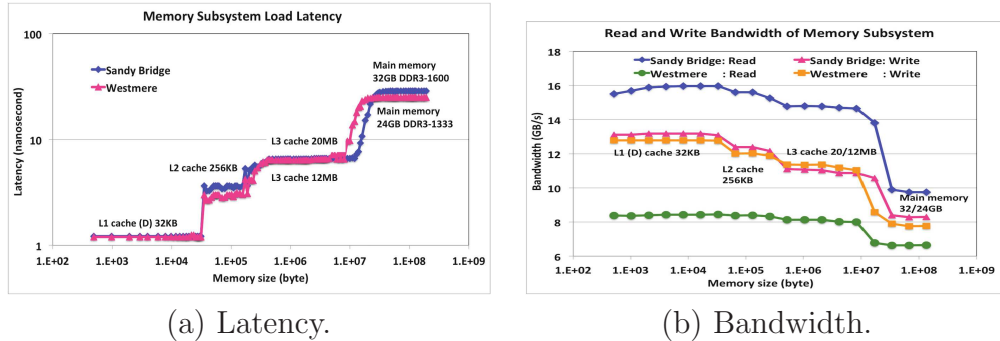 Memory Subsystem Load Latency
100
10
1
Latency (nanosecond)
Sandy Bridge
Westmere
Main memory
32GB DDR3-1600
Main memory
24GB DDR3-1333
L3 cache 20MB
L2 cache 256KB
L3 cache 12MB
L1 cache (D) 32KB
1.E+02 1.E+03 1.E+04 1.E+05 1.E+06 1.E+07 1.E+08 1.E+09
Memory size (byte)
(a) Latency.
Read and Write Bandwidth of Memory Subsystem
18
16
14
12
10
8
6
Bandwidth (GB/s)
Sandy Bridge: Read
Sandy Bridge: Write
Westmere : Read
Westmere : Write
L1 (D) cache 32KB
L3 cache 20/12MB
L2 cache
256KB
Main memory
32/24GB
1.E+02 1.E+03 1.E+04 1.E+05 1.E+06 1.E+07 1.E+08 1.E+09
Memory size (byte)
(b) Bandwidth.